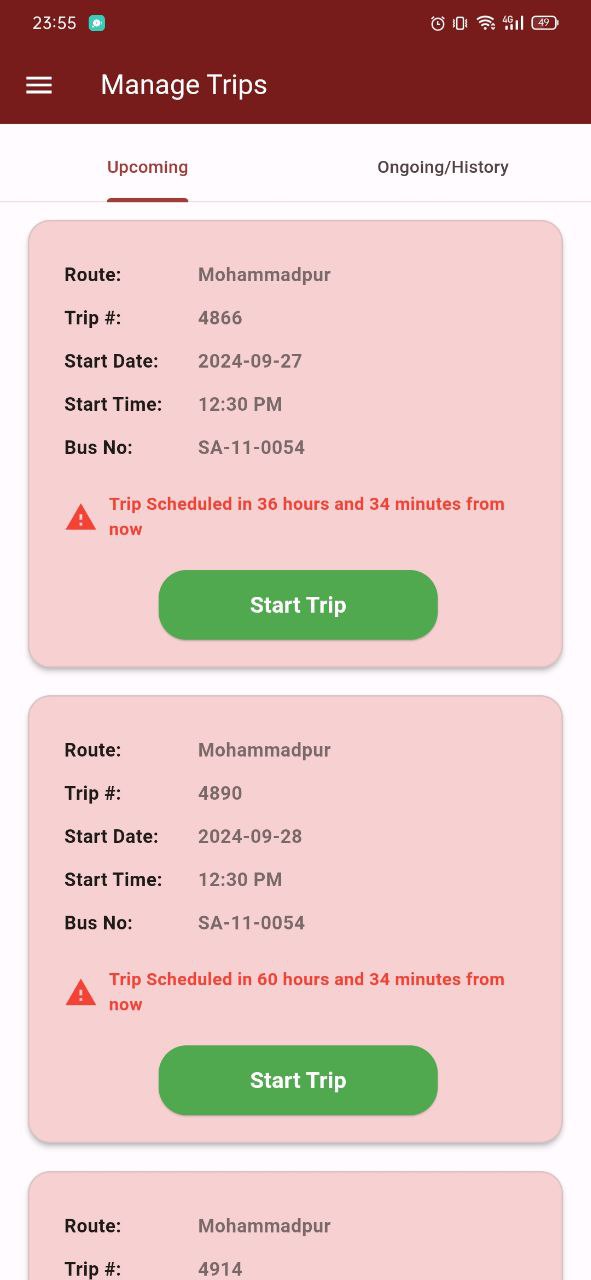 23:55 4G 49
Manage Trips
Upcoming Ongoing/History
Route: Mohammadpur
Trip #: 4866
Start Date: 2024-09-27
Start Time: 12:30 PM
Bus No: SA-11-0054
Trip Scheduled in 36 hours and 34 minutes from
now
Start Trip
Route: Mohammadpur
Trip #: 4890
Start Date: 2024-09-28
Start Time: 12:30 PM
Bus No: SA-11-0054
Trip Scheduled in 60 hours and 34 minutes from
now
Start Trip
Route: Mohammadpur
Trip #: 4914